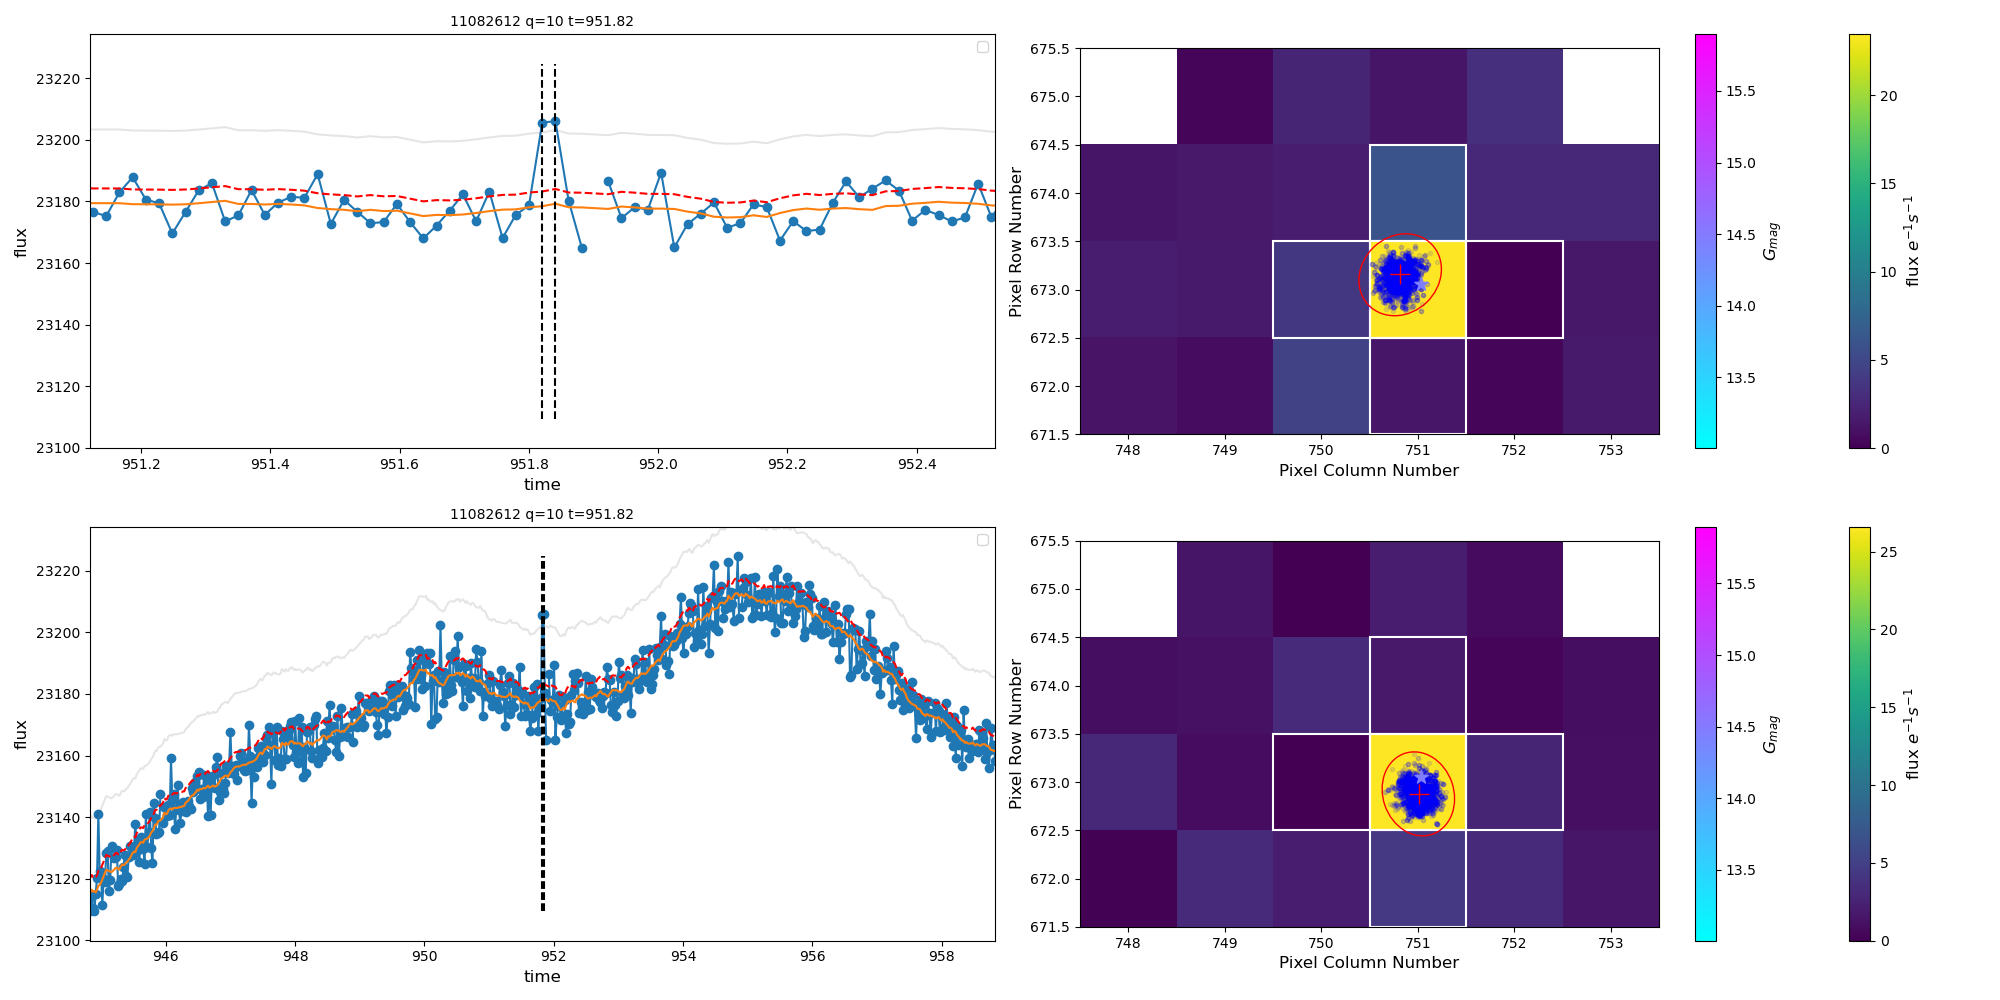 11082612 q=10 t=951.82
23220
23200
23180
23160
23140
23120
23100
flux
951.2 951.4 951.6 951.8 952.0 952.2 952.4
time
675.5
675.0
674.5
674.0
673.5
673.0
672.5
672.0
671.5
Pixel Row Number
748 749 750 751 752 753
Pixel Column Number
15.5
15.0
14.5
14.0
13.5
G_mag
20
15
10
5
0
flux e⁻¹s⁻¹
11082612 q=10 t=951.82
23220
23200
23180
23160
23140
23120
23100
flux
946 948 950 952 954 956 958
time
675.5
675.0
674.5
674.0
673.5
673.0
672.5
672.0
671.5
Pixel Row Number
748 749 750 751 752 753
Pixel Column Number
15.5
15.0
14.5
14.0
13.5
G_mag
25
20
15
10
5
0
flux e⁻¹s⁻¹